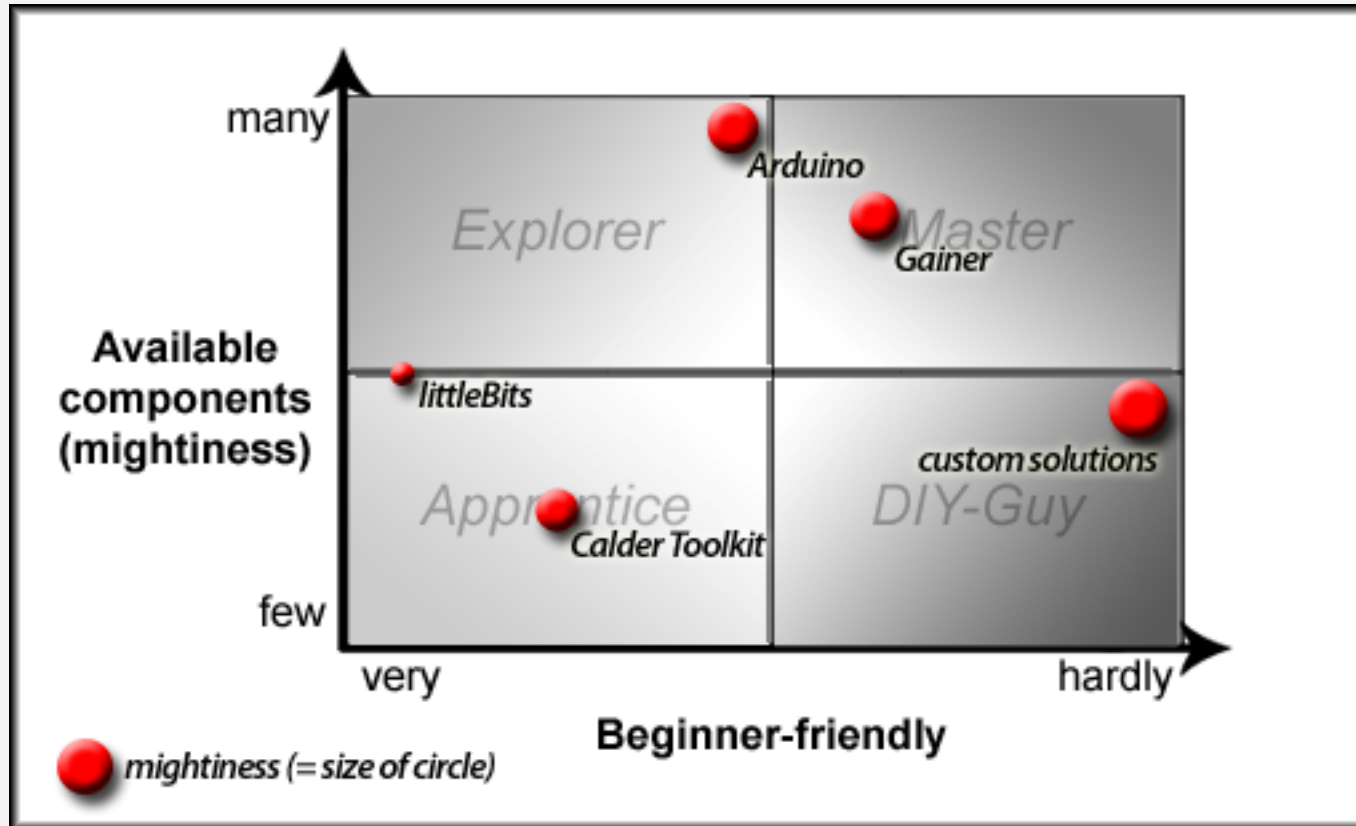 many
Arduino
Explorer
Master
Gainer
Available
components
(mightiness)
littleBits
custom solutions
Apprentice
DIY-Guy
Calder Toolkit
few
very
hardly
Beginner-friendly
mightiness (= size of circle)